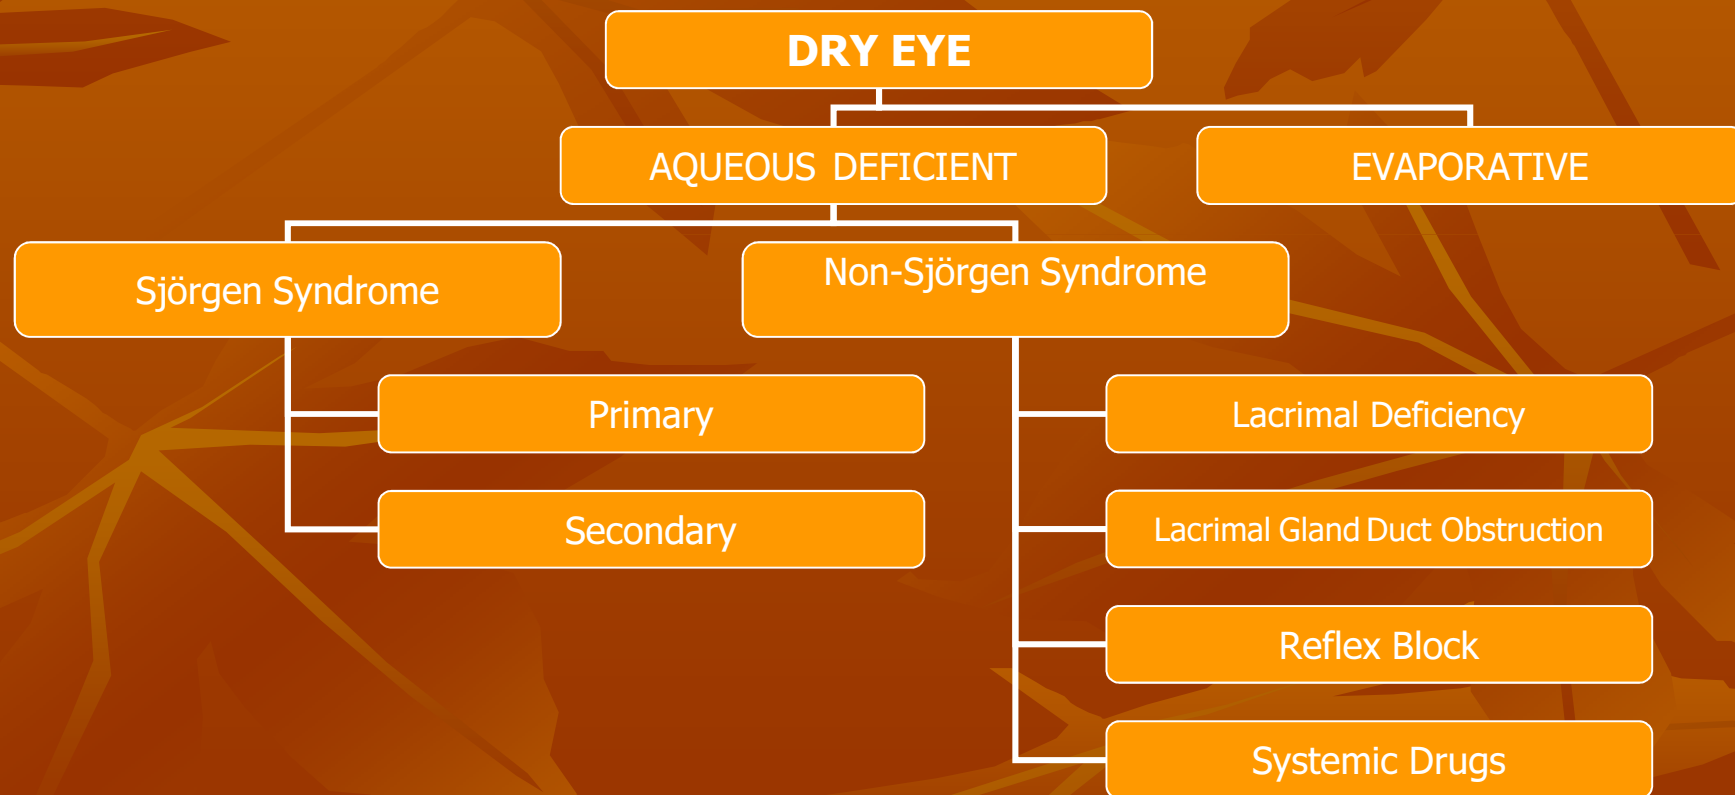 DRY EYE
AQUEOUS DEFICIENT
EVAPORATIVE
Sjörgen Syndrome
Non-Sjörgen Syndrome
Primary
Secondary
Lacrimal Deficiency
Lacrimal Gland Duct Obstruction
Reflex Block
Systemic Drugs